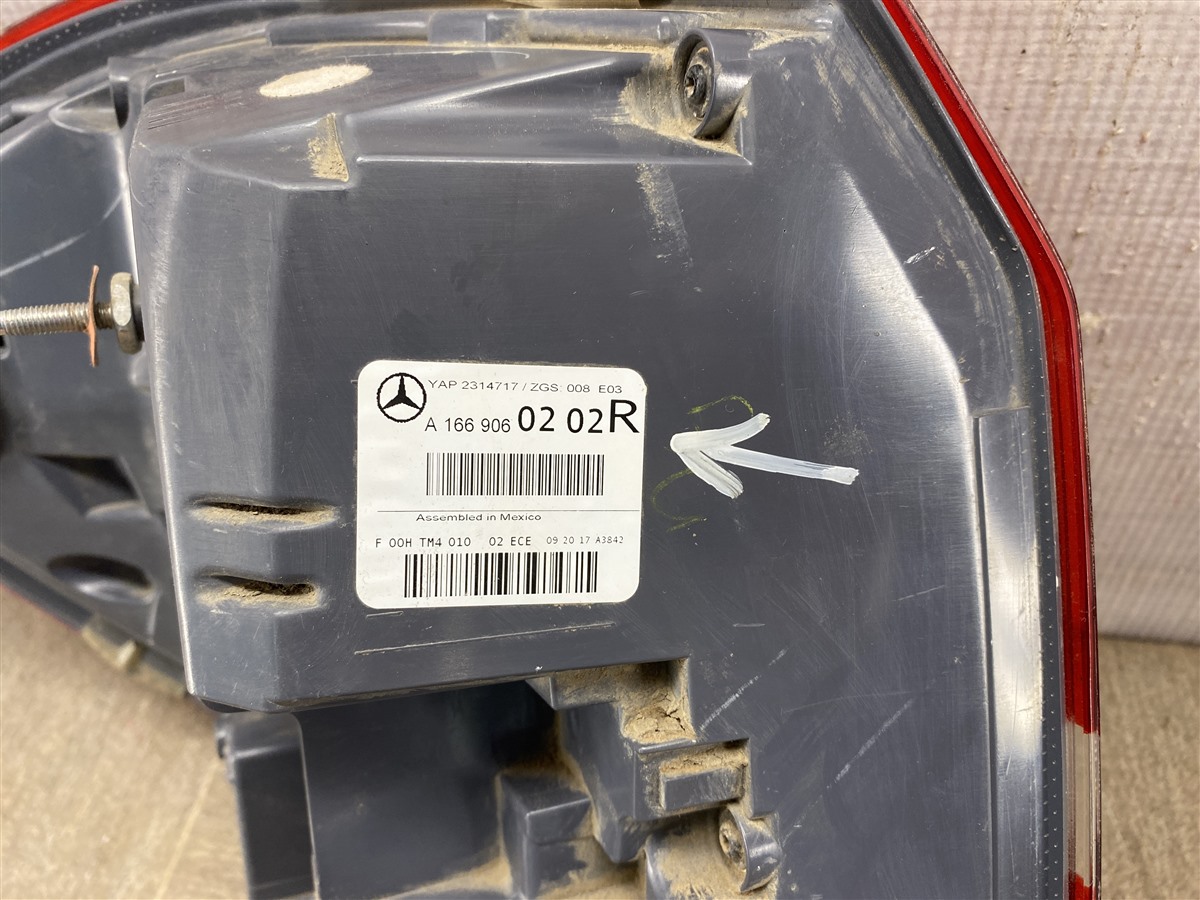 YAP 2314717 / ZGS: 008 E03
A 166 906 02 02 R
Assembled in Mexico
F 00H TM4 010 02 ECE 09 20 17 A3842